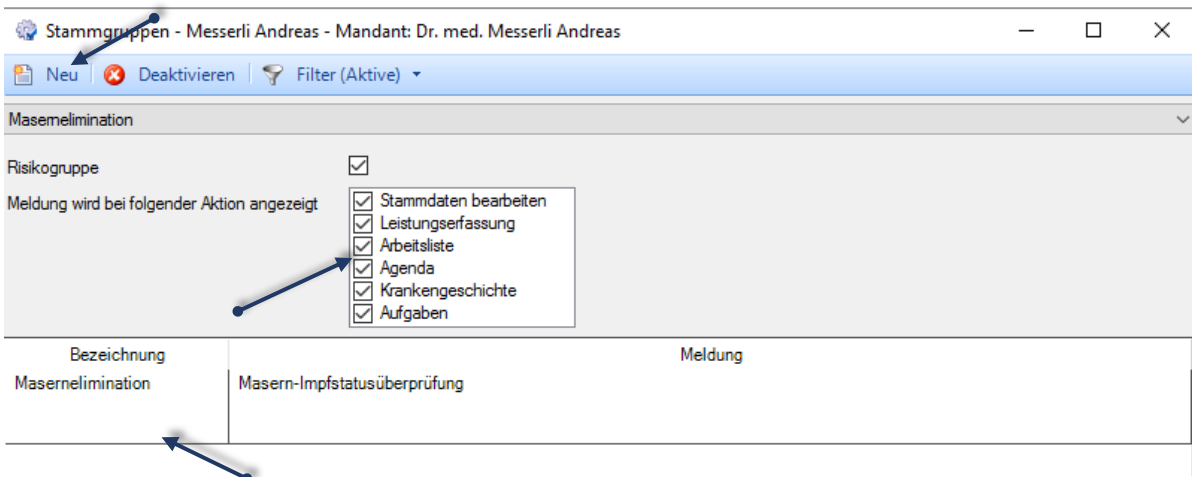 Stammgruppen - Messerli Andreas - Mandant: Dr. med. Messerli Andreas
Neu Deaktivieren Filter (Aktive)
Masernelimination
Risikogruppe
Meldung wird bei folgender Aktion angezeigt
Stammdaten bearbeiten
Leistungserfassung
Arbeitsliste
Agenda
Krankengeschichte
Aufgaben
Bezeichnung Meldung
Masernelimination Masern-Impfstatusüberprüfung